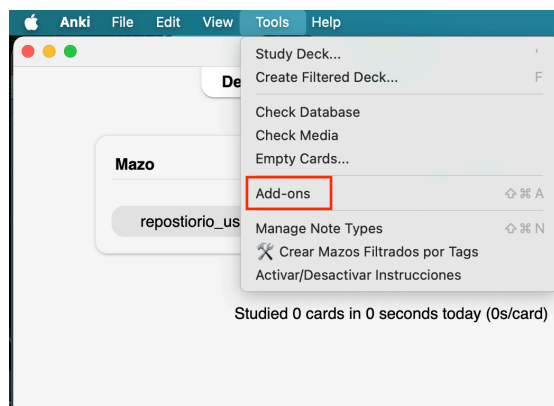 Anki File Edit View Tools Help
Study Deck... '
Create Filtered Deck... F
De
Check Database
Check Media
Empty Cards...
Mazo
Add-ons ⇧ ⌘ A
repostiorio_us
Manage Note Types ⇧ ⌘ N
🛠 Crear Mazos Filtrados por Tags
Activar/Desactivar Instrucciones
Studied 0 cards in 0 seconds today (0s/card)